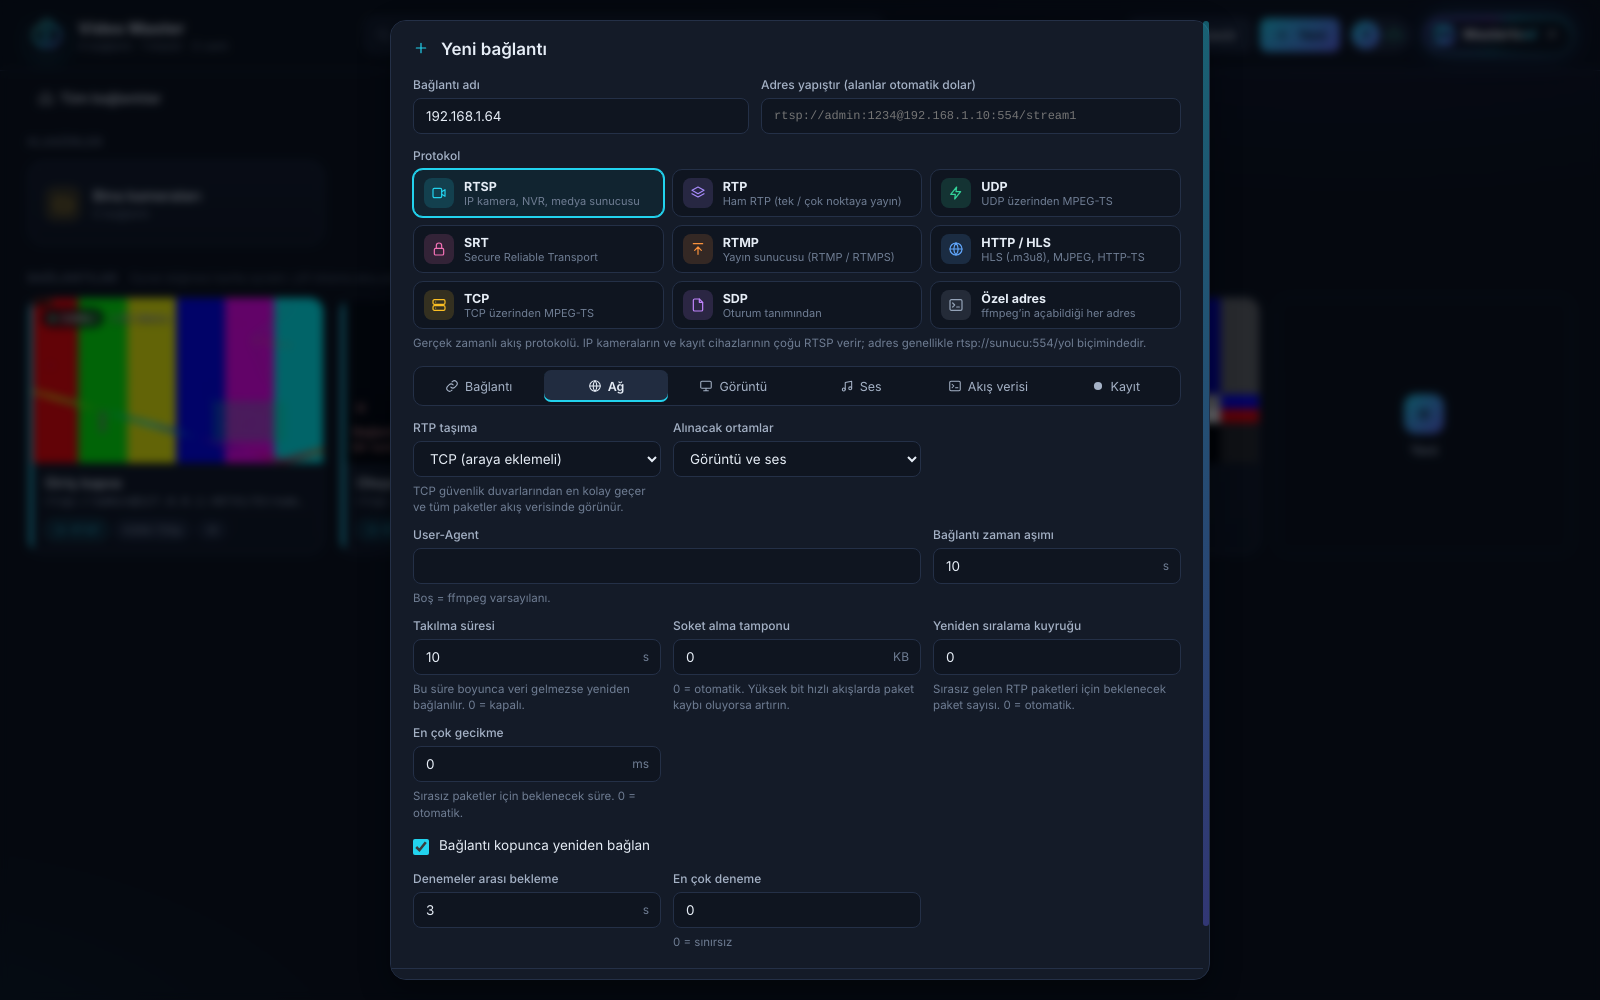 Yeni bağlantı
Bağlantı adı
Adres yapıştır (alanlar otomatik dolar)
192.168.1.64
rtsp://admin:1234@192.168.1.10:554/stream1
Protokol
RTSP
IP kamera, NVR, medya sunucusu
RTP
Ham RTP (tek / çok noktaya yayın)
UDP
UDP üzerinden MPEG-TS
SRT
Secure Reliable Transport
RTMP
Yayın sunucusu (RTMP / RTMPS)
HTTP / HLS
HLS (.m3u8), MJPEG, HTTP-TS
TCP
TCP üzerinden MPEG-TS
SDP
Oturum tanımından
Özel adres
ffmpeg'in açabildiği her adres
Gerçek zamanlı akış protokolü. IP kameraların ve kayıt cihazlarının çoğu RTSP verir; adres genellikle rtsp://sunucu:554/yol biçimindedir.
Bağlantı
Ağ
Görüntü
Ses
Akış verisi
Kayıt
RTP taşıma
Alınacak ortamlar
TCP (araya eklemeli)
Görüntü ve ses
TCP güvenlik duvarlarından en kolay geçer
ve tüm paketler akış verisinde görünür.
User-Agent
Bağlantı zaman aşımı
10 s
Boş = ffmpeg varsayılanı.
Takılma süresi
Soket alma tamponu
Yeniden sıralama kuyruğu
10 s
0 KB
0
Bu süre boyunca veri gelmezse yeniden
bağlanılır. 0 = kapalı.
0 = otomatik. Yüksek bit hızlı akışlarda paket
kaybı oluyorsa artırın.
Sırasız gelen RTP paketleri için beklenecek
paket sayısı. 0 = otomatik.
En çok gecikme
0 ms
Sırasız paketler için beklenecek süre. 0 =
otomatik.
Bağlantı kopunca yeniden bağlan
Denemeler arası bekleme
En çok deneme
3 s
0
0 = sınırsız